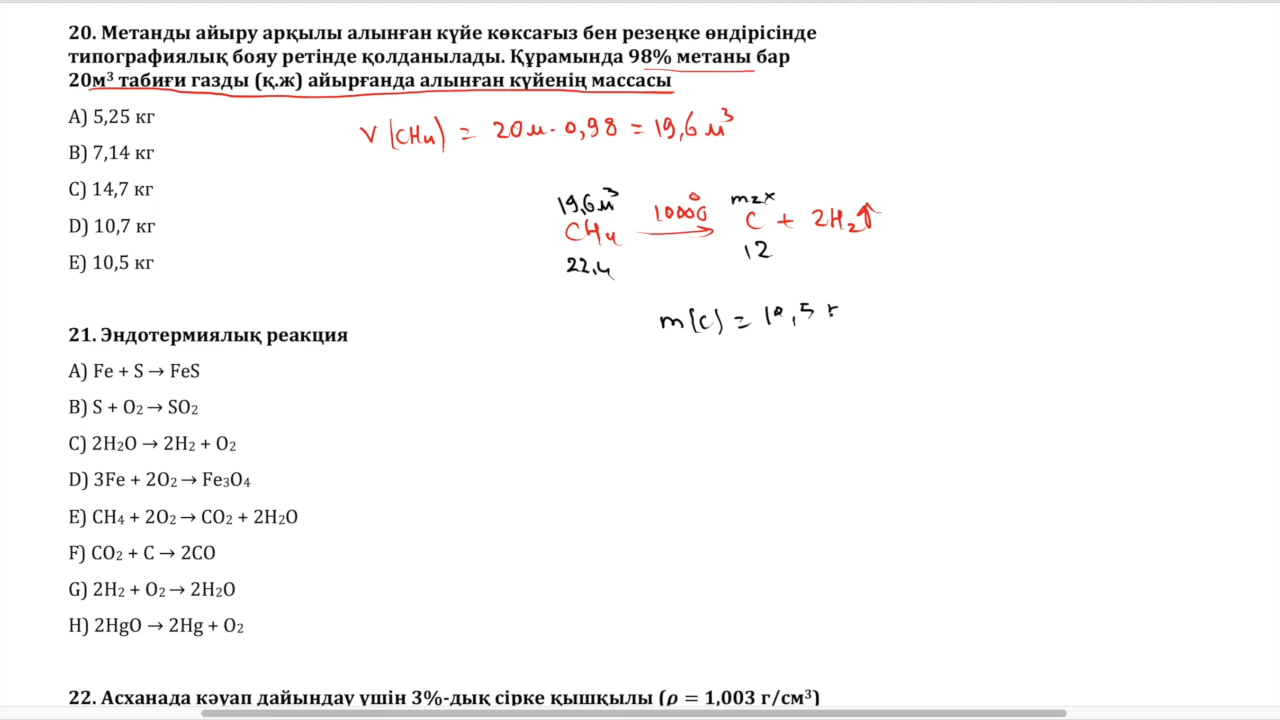 20. Метанды айыру арқылы алынған күйе көксағыз бен резеңке өндірісінде
типографиялық бояу ретінде қолданылады. Құрамында 98% метаны бар
20м³ табиғи газды (қ.ж) айырғанда алынған күйенің массасы
A) 5,25 кг
B) 7,14 кг
C) 14,7 кг
D) 10,7 кг
E) 10,5 кг
V(CH₄) = 20м · 0,98 = 19,6 м³
19,6 м³ m=x
CH₄ 1000° C + 2H₂↑
22,4 12
m(C) = 10,5 к
21. Эндотермиялық реакция
A) Fe + S → FeS
B) S + O₂ → SO₂
C) 2H₂O → 2H₂ + O₂
D) 3Fe + 2O₂ → Fe₃O₄
E) CH₄ + 2O₂ → CO₂ + 2H₂O
F) CO₂ + C → 2CO
G) 2H₂ + O₂ → 2H₂O
H) 2HgO → 2Hg + O₂
22. Асханада кәуап дайындау үшін 3%-дық сірке қышқылы (ρ = 1,003 г/см³)